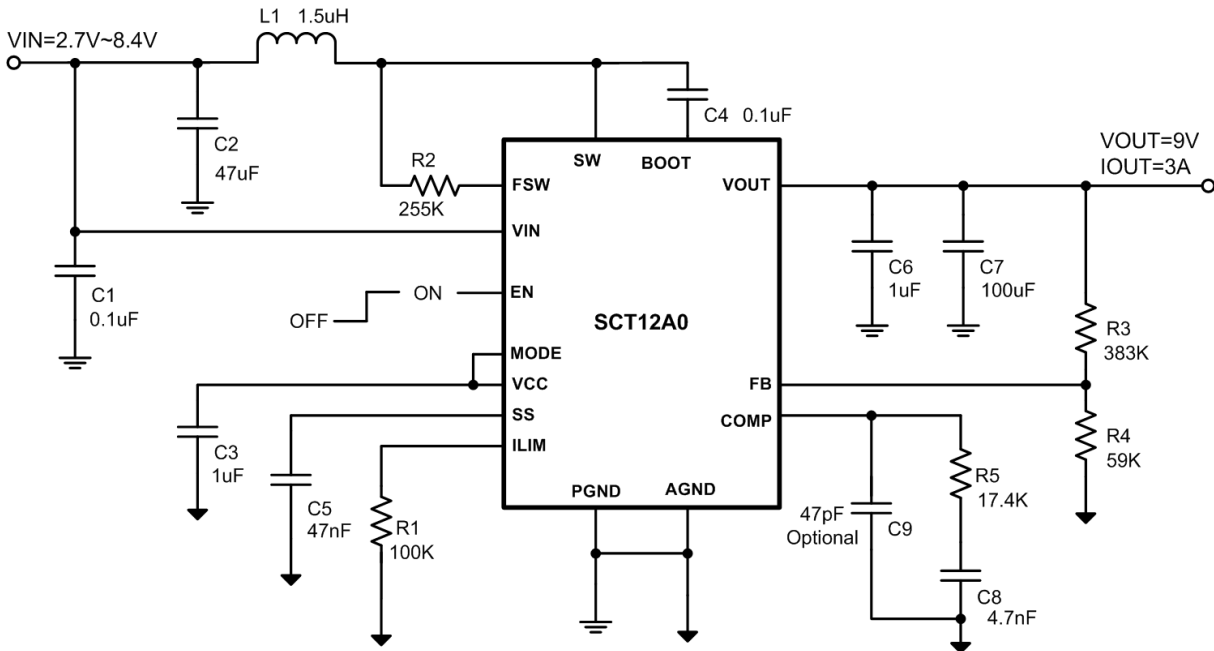 L1 1.5uH
VIN=2.7V~8.4V
C4 0.1uF
C2
47uF
R2
255K
SW
BOOT
FSW
VOUT
VOUT=9V
IOUT=3A
VIN
C1
0.1uF
C6
1uF
C7
100uF
OFF
ON
EN
SCT12A0
R3
383K
MODE
VCC
FB
SS
COMP
ILIM
C3
1uF
C5
47nF
R1
100K
PGND
AGND
47pF
Optional
C9
R5
17.4K
R4
59K
C8
4.7nF